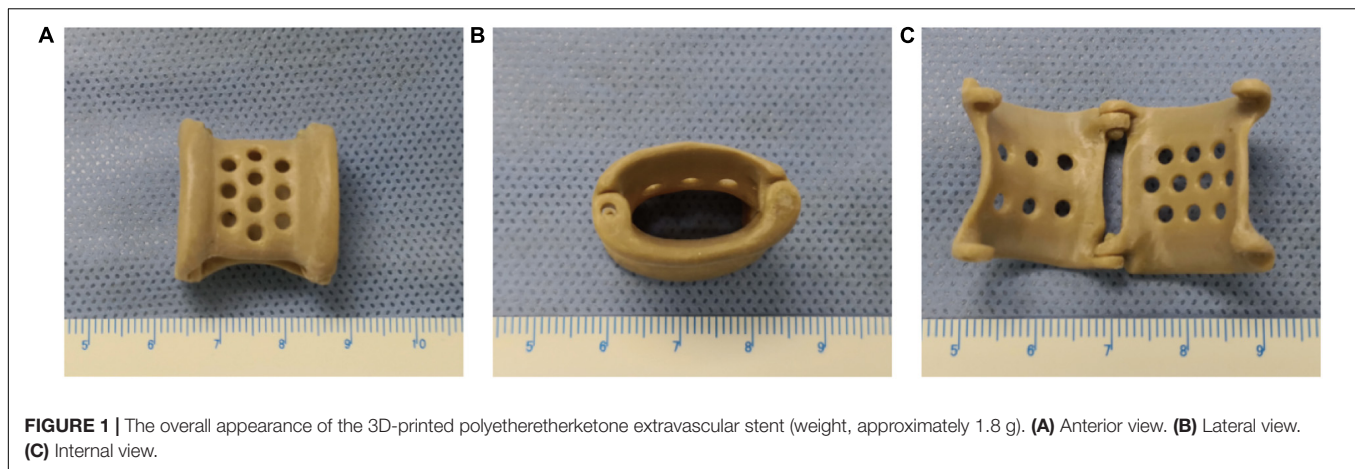 A
B
C
5 6 7 8 9 10
5 6 7 8 9
5 6 7 8 9
FIGURE 1 | The overall appearance of the 3D-printed polyetheretherketone extravascular stent (weight, approximately 1.8 g). (A) Anterior view. (B) Lateral view.
(C) Internal view.